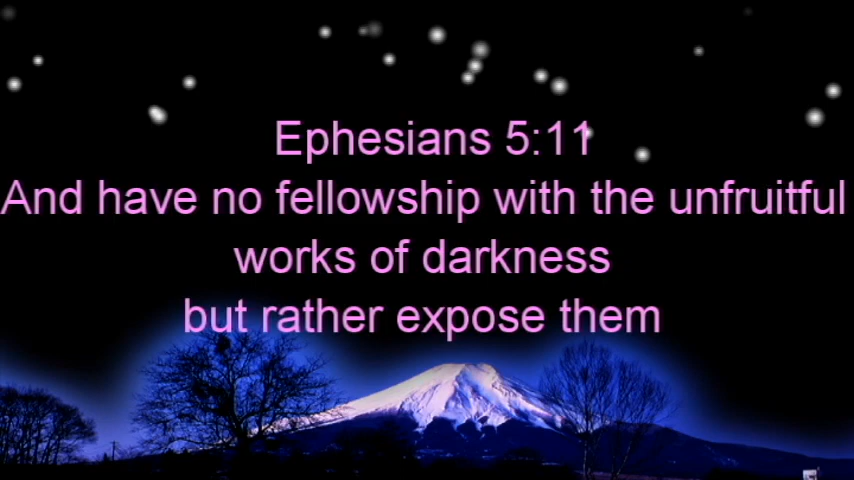 Ephesians 5:11
And have no fellowship with the unfruitful
works of darkness
but rather expose them